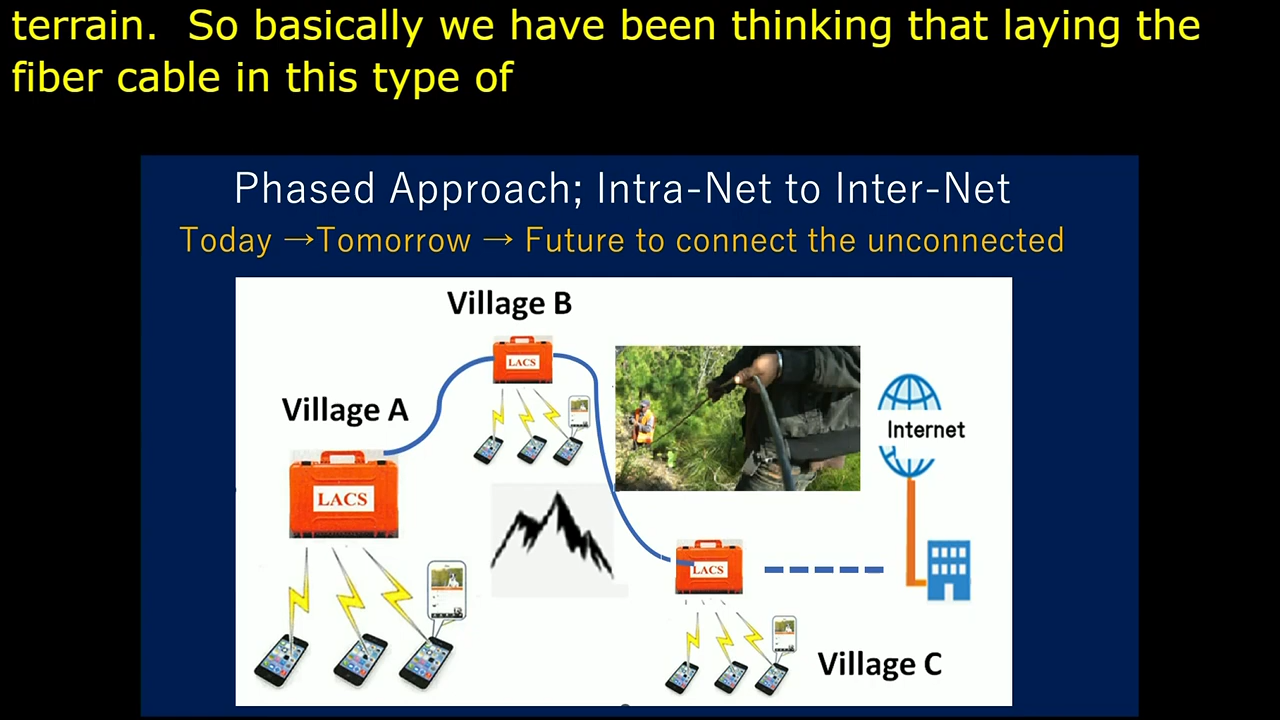 terrain.  So basically we have been thinking that laying the
fiber cable in this type of
Phased Approach; Intra-Net to Inter-Net
Today →Tomorrow → Future to connect the unconnected
Village B
LACS
Village A
Internet
LACS
LACS
Village C